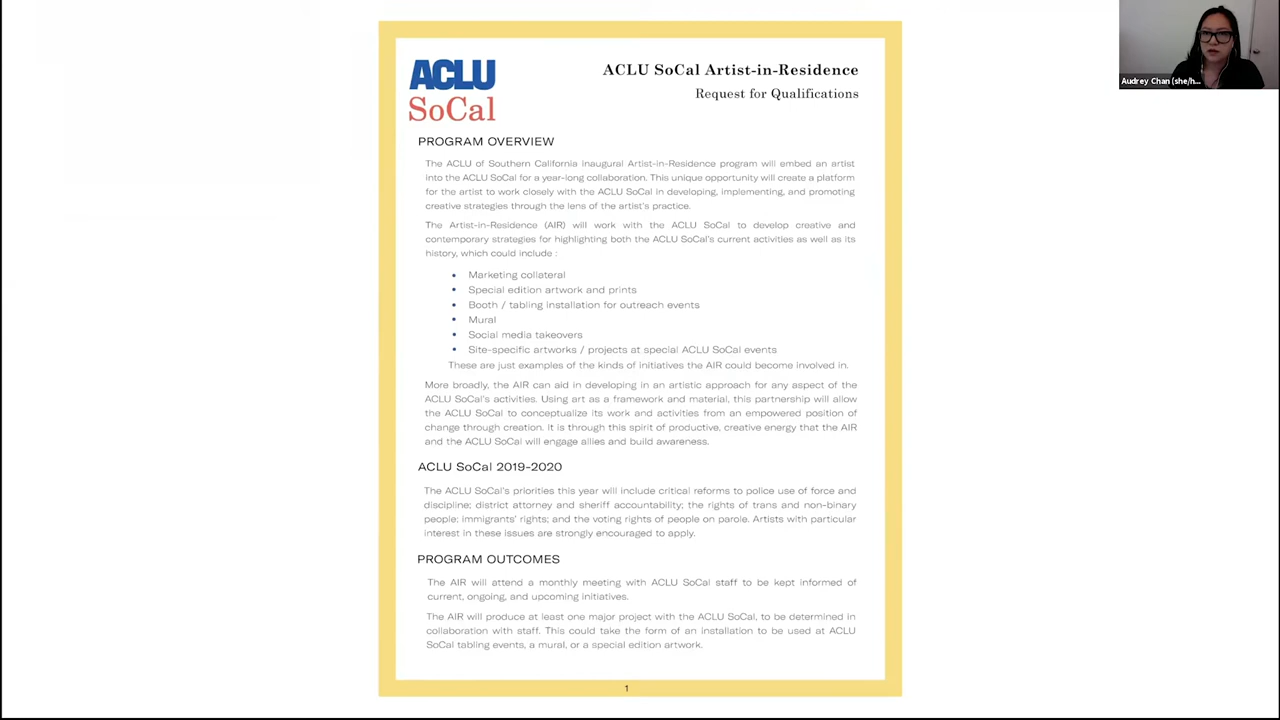 ACLU
SoCal
ACLU SoCal Artist-in-Residence
Request for Qualifications
Audrey Chan (she/h...
PROGRAM OVERVIEW
The ACLU of Southern California inaugural Artist-in-Residence program will embed an artist
into the ACLU SoCal for a year-long collaboration. This unique opportunity will create a platform
for the artist to work closely with the ACLU SoCal in developing, implementing, and promoting
creative strategies through the lens of the artist's practice.
The Artist-in-Residence (AIR) will work with the ACLU SoCal to develop creative and
contemporary strategies for highlighting both the ACLU SoCal's current activities as well as its
history, which could include :
• Marketing collateral
• Special edition artwork and prints
• Booth / tabling installation for outreach events
• Mural
• Social media takeovers
• Site-specific artworks / projects at special ACLU SoCal events
These are just examples of the kinds of initiatives the AIR could become involved in.
More broadly, the AIR can aid in developing in an artistic approach for any aspect of the
ACLU SoCal's activities. Using art as a framework and material, this partnership will allow
the ACLU SoCal to conceptualize its work and activities from an empowered position of
change through creation. It is through this spirit of productive, creative energy that the AIR
and the ACLU SoCal will engage allies and build awareness.
ACLU SoCal 2019-2020
The ACLU SoCal's priorities this year will include critical reforms to police use of force and
discipline; district attorney and sheriff accountability; the rights of trans and non-binary
people; immigrants' rights; and the voting rights of people on parole. Artists with particular
interest in these issues are strongly encouraged to apply.
PROGRAM OUTCOMES
The AIR will attend a monthly meeting with ACLU SoCal staff to be kept informed of
current, ongoing, and upcoming initiatives.
The AIR will produce at least one major project with the ACLU SoCal, to be determined in
collaboration with staff. This could take the form of an installation to be used at ACLU
SoCal tabling events, a mural, or a special edition artwork.
1